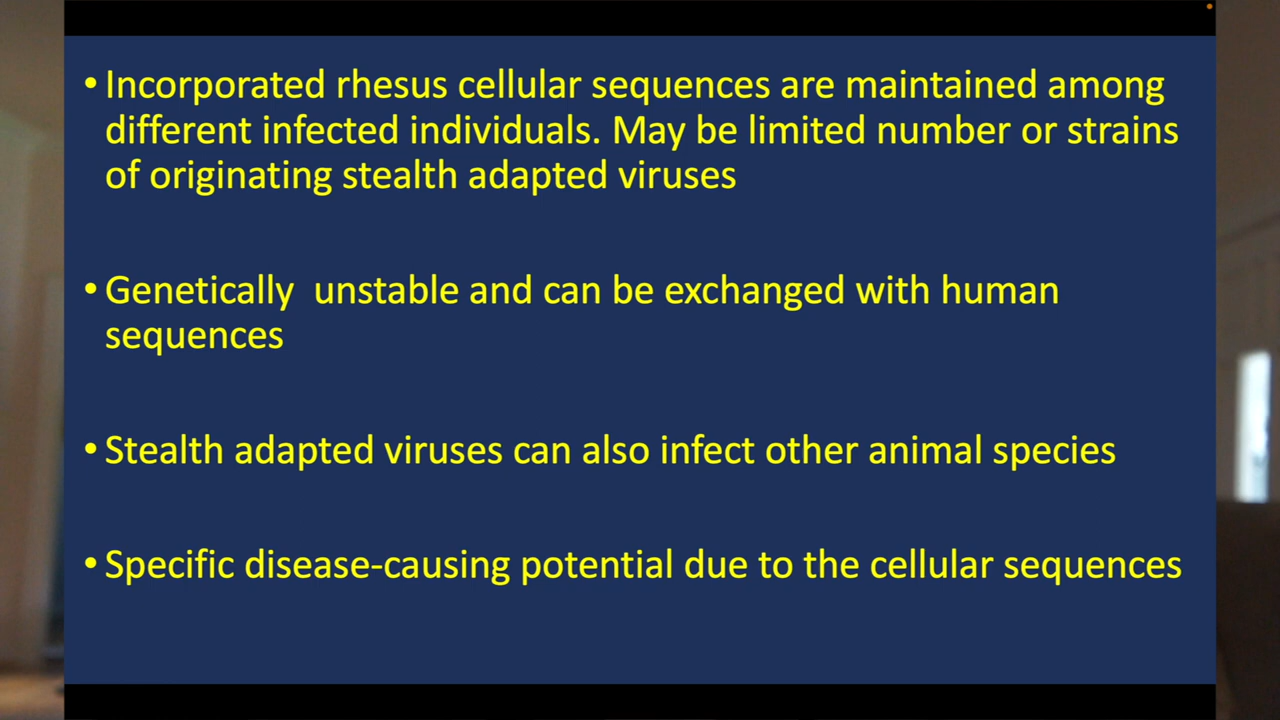 • Incorporated rhesus cellular sequences are maintained among
different infected individuals. May be limited number or strains
of originating stealth adapted viruses
• Genetically  unstable and can be exchanged with human
sequences
• Stealth adapted viruses can also infect other animal species
• Specific disease-causing potential due to the cellular sequences